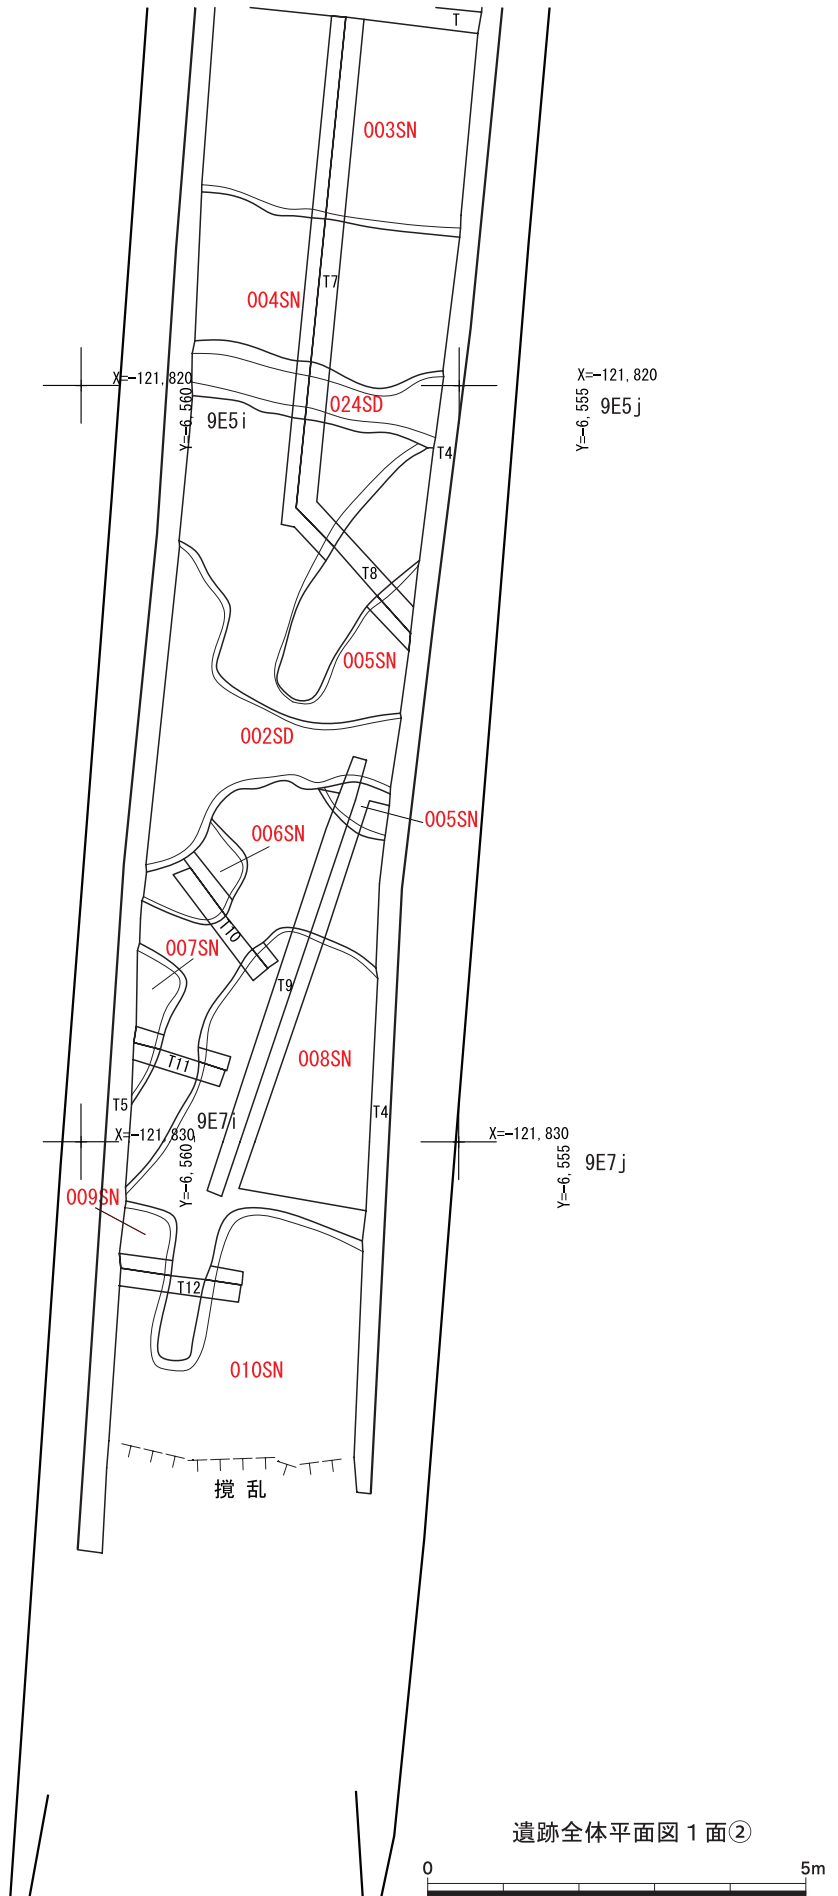 T
003SN
T7
004SN
X=-121,820
X=-121,820
Y=-6,560
9E5i
024SD
Y=-6,555
9E5j
T4
T8
005SN
002SD
005SN
006SN
T10
007SN
T9
008SN
T11
T5
T4
9E7i
X=-121,830
X=-121,830
Y=-6,560
Y=-6,555
9E7j
009SN
T12
010SN
撹乱
遺跡全体平面図1面②
0 5m